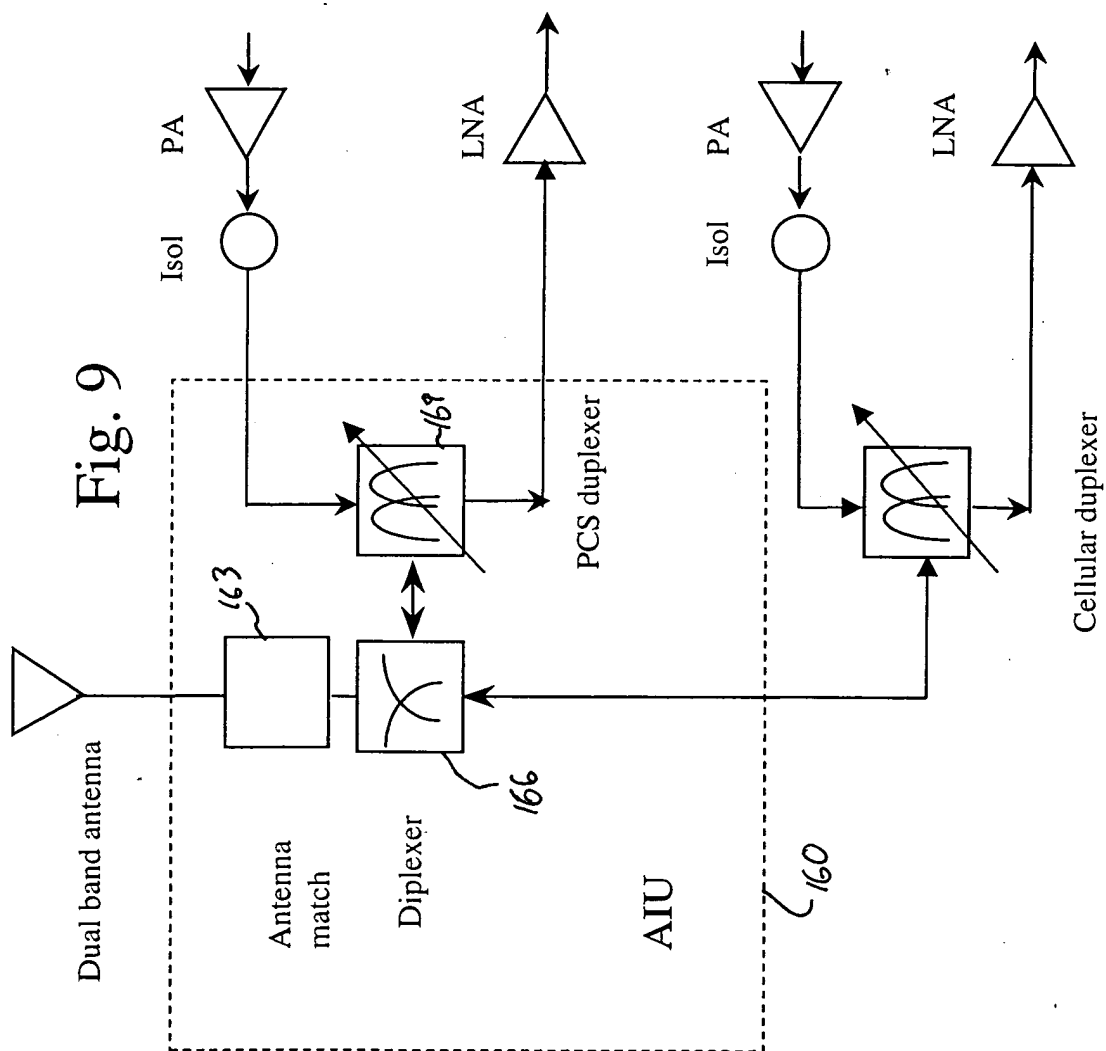 Fig. 9
Dual band antenna
Antenna
match
163
Diplexer
166
169
PCS duplexer
Isol
PA
LNA
AIU
160
Isol
PA
LNA
Cellular duplexer